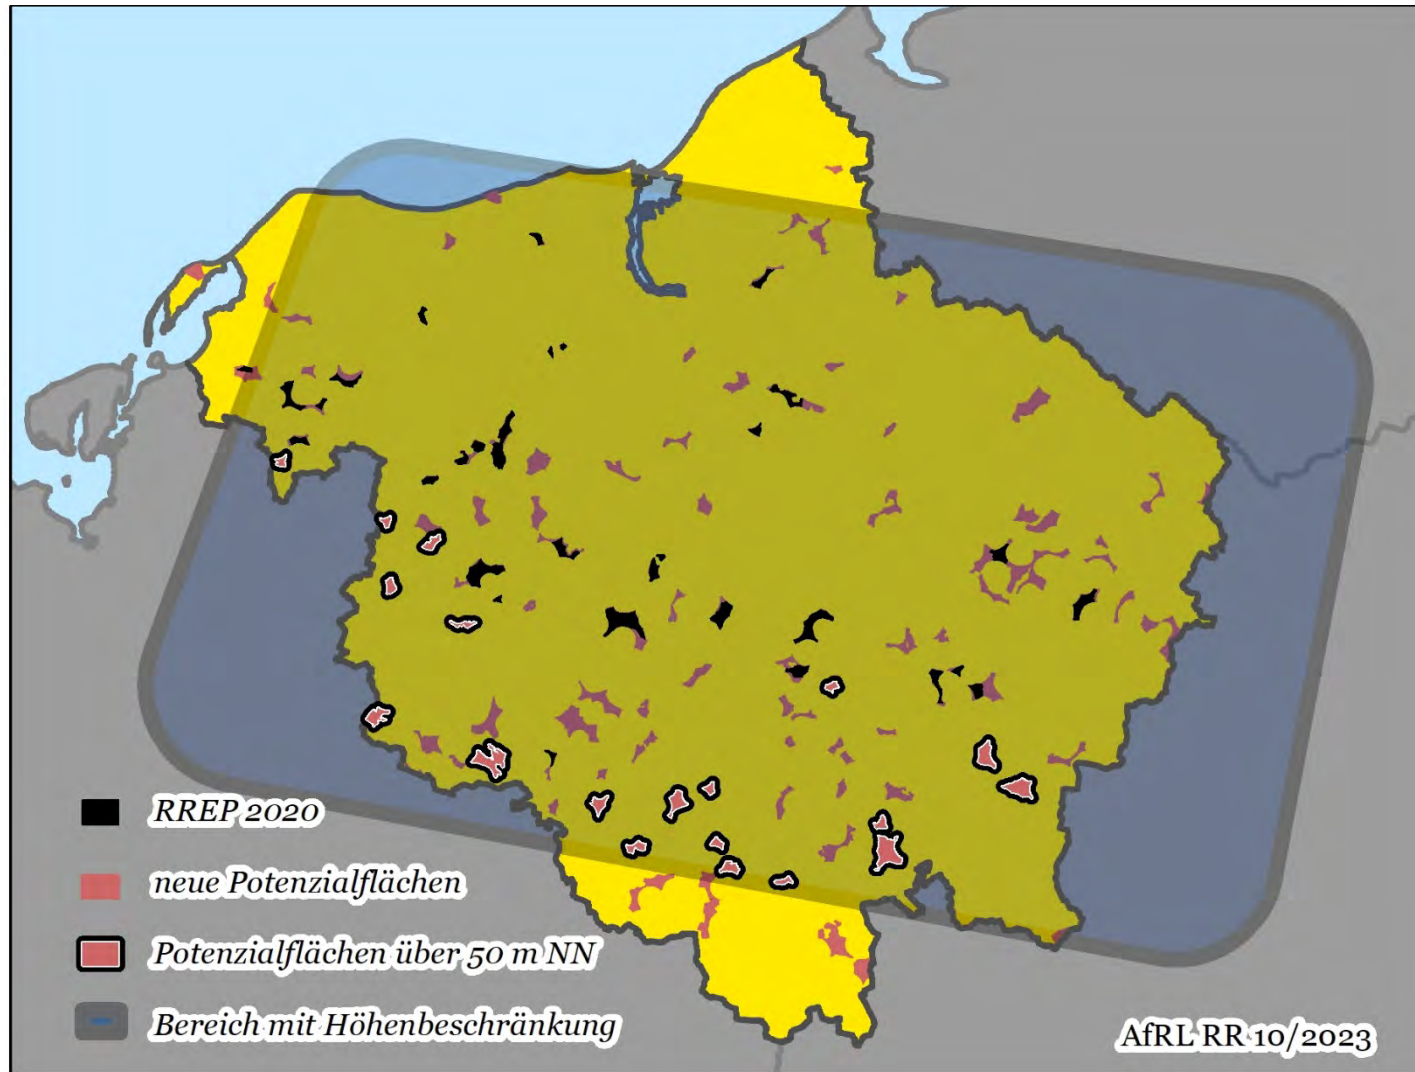 RREP 2020
neue Potenzialflächen
Potenzialflächen über 50 m NN
Bereich mit Höhenbeschränkung
AfRL RR 10/2023